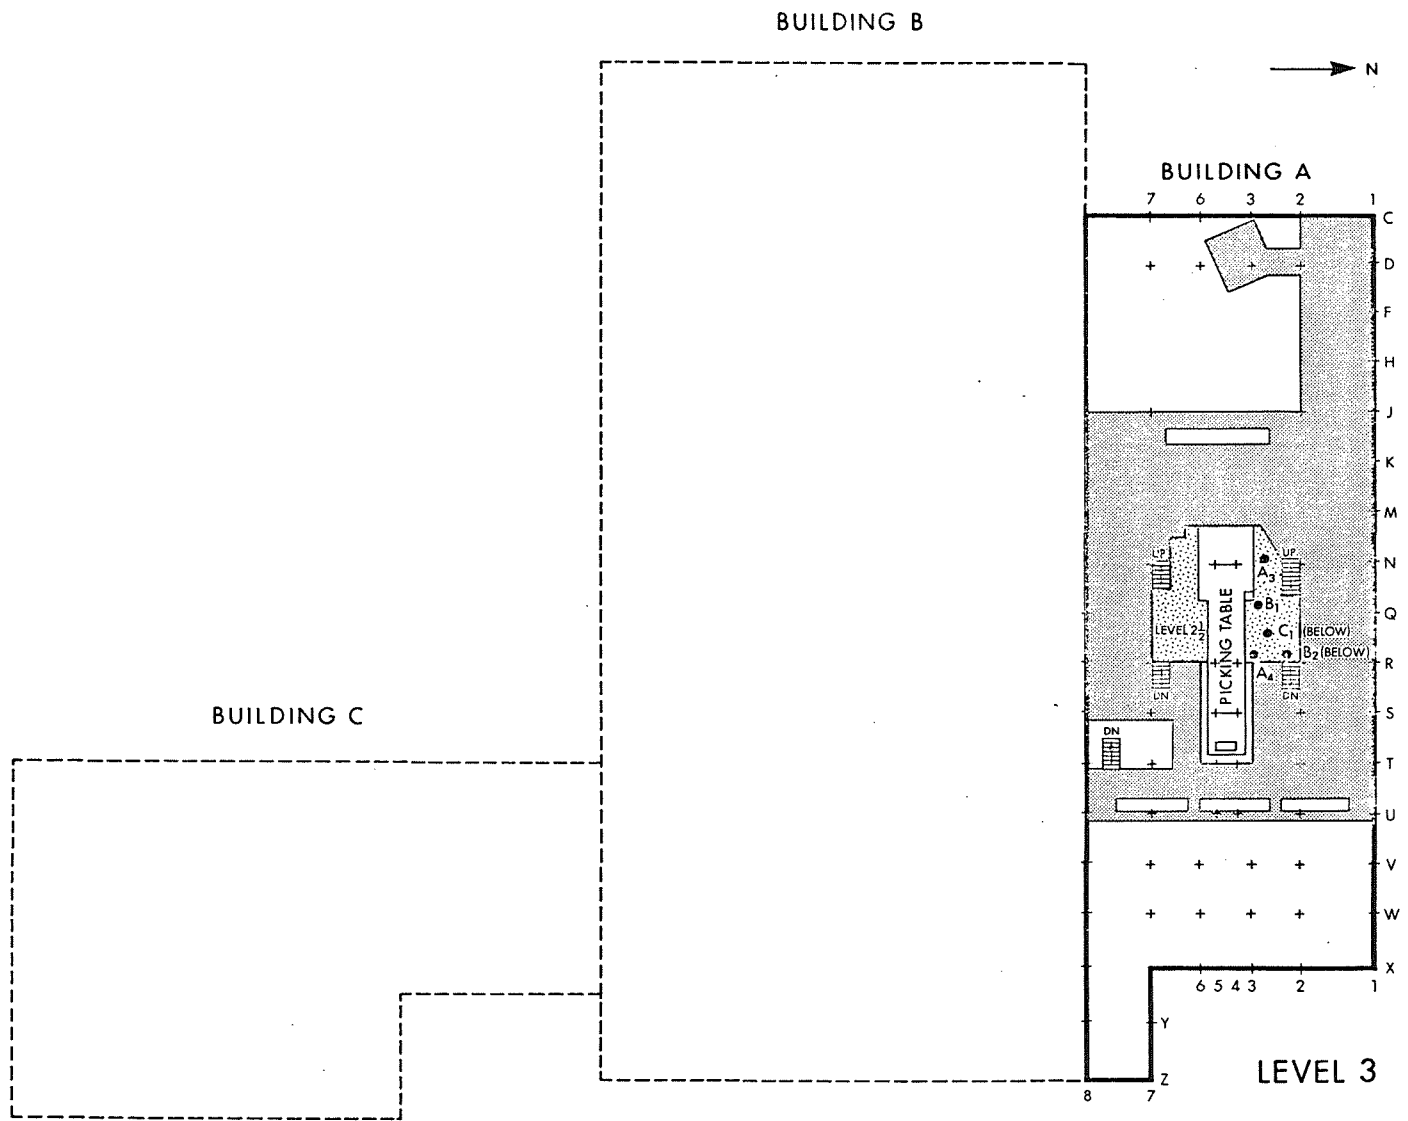 BUILDING B
N
BUILDING A
7 6 3 2 1
C
D
F
H
J
K
M
UP UP N
A3
B1 Q
LEVEL 2½ C1 (BELOW)
B2 (BELOW)
PICKING TABLE
R
A4
DN DN
BUILDING C
S
DN
T
U
V
W
X
6 5 4 3 2 1
Y
LEVEL 3
Z
8 7